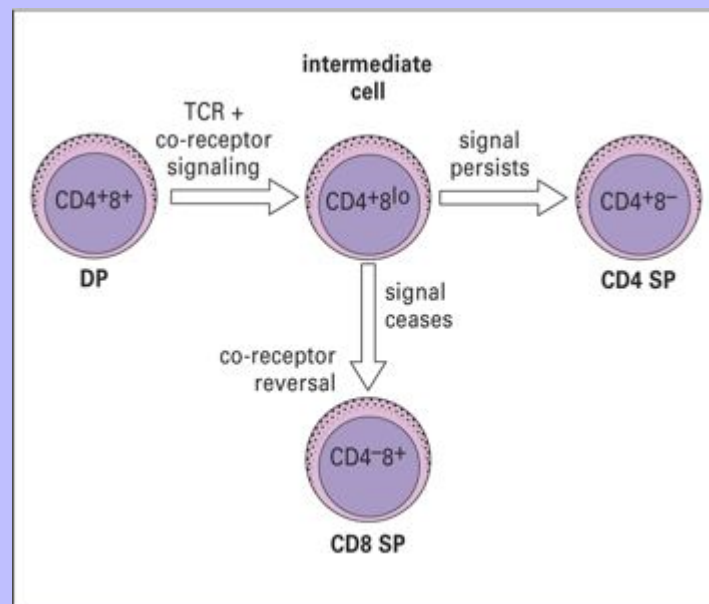 intermediate
cell
TCR +
co-receptor
signaling
signal
persists
CD4⁺8⁺
CD4⁺8ˡᵒ
CD4⁺8⁻
DP
CD4 SP
signal
ceases
co-receptor
reversal
CD4⁻8⁺
CD8 SP